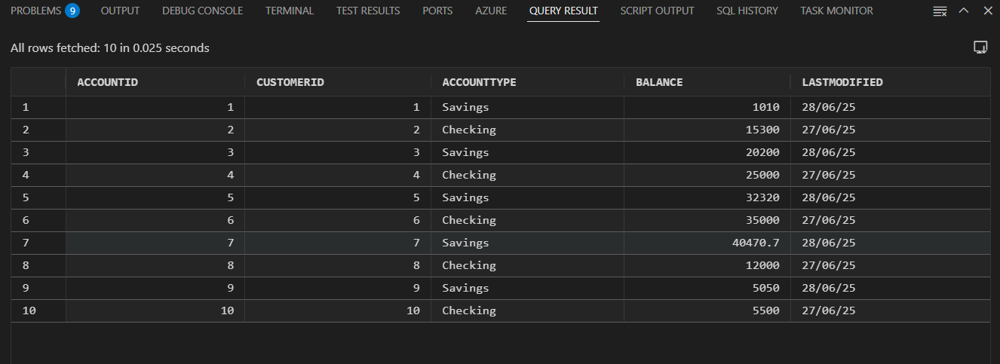 PROBLEMS 9 OUTPUT DEBUG CONSOLE TERMINAL TEST RESULTS PORTS AZURE QUERY RESULT SCRIPT OUTPUT SQL HISTORY TASK MONITOR
All rows fetched: 10 in 0.025 seconds
ACCOUNTID CUSTOMERID ACCOUNTTYPE BALANCE LASTMODIFIED
1 1 1 Savings 1010 28/06/25
2 2 2 Checking 15300 27/06/25
3 3 3 Savings 20200 28/06/25
4 4 4 Checking 25000 27/06/25
5 5 5 Savings 32320 28/06/25
6 6 6 Checking 35000 27/06/25
7 7 7 Savings 40470.7 28/06/25
8 8 8 Checking 12000 27/06/25
9 9 9 Savings 5050 28/06/25
10 10 10 Checking 5500 27/06/25